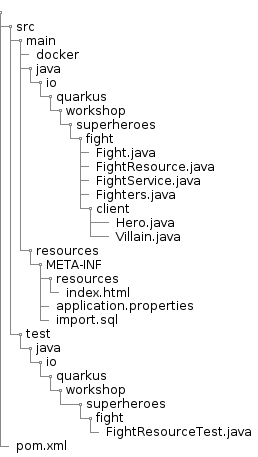 src
main
docker
java
io
quarkus
workshop
superheroes
fight
Fight.java
FightResource.java
FightService.java
Fighters.java
client
Hero.java
Villain.java
resources
META-INF
resources
index.html
application.properties
import.sql
test
java
io
quarkus
workshop
superheroes
fight
FightResourceTest.java
pom.xml